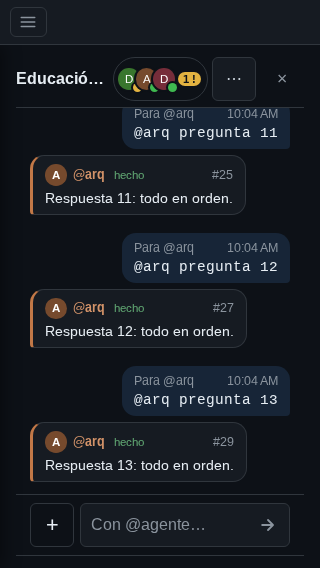 Educació…
D A D 1 !
⋯ ×
Para @arq 10:04 AM
@arq pregunta 11
A @arq hecho #25
Respuesta 11: todo en orden.
Para @arq 10:04 AM
@arq pregunta 12
A @arq hecho #27
Respuesta 12: todo en orden.
Para @arq 10:04 AM
@arq pregunta 13
A @arq hecho #29
Respuesta 13: todo en orden.
+ Con @agente… →